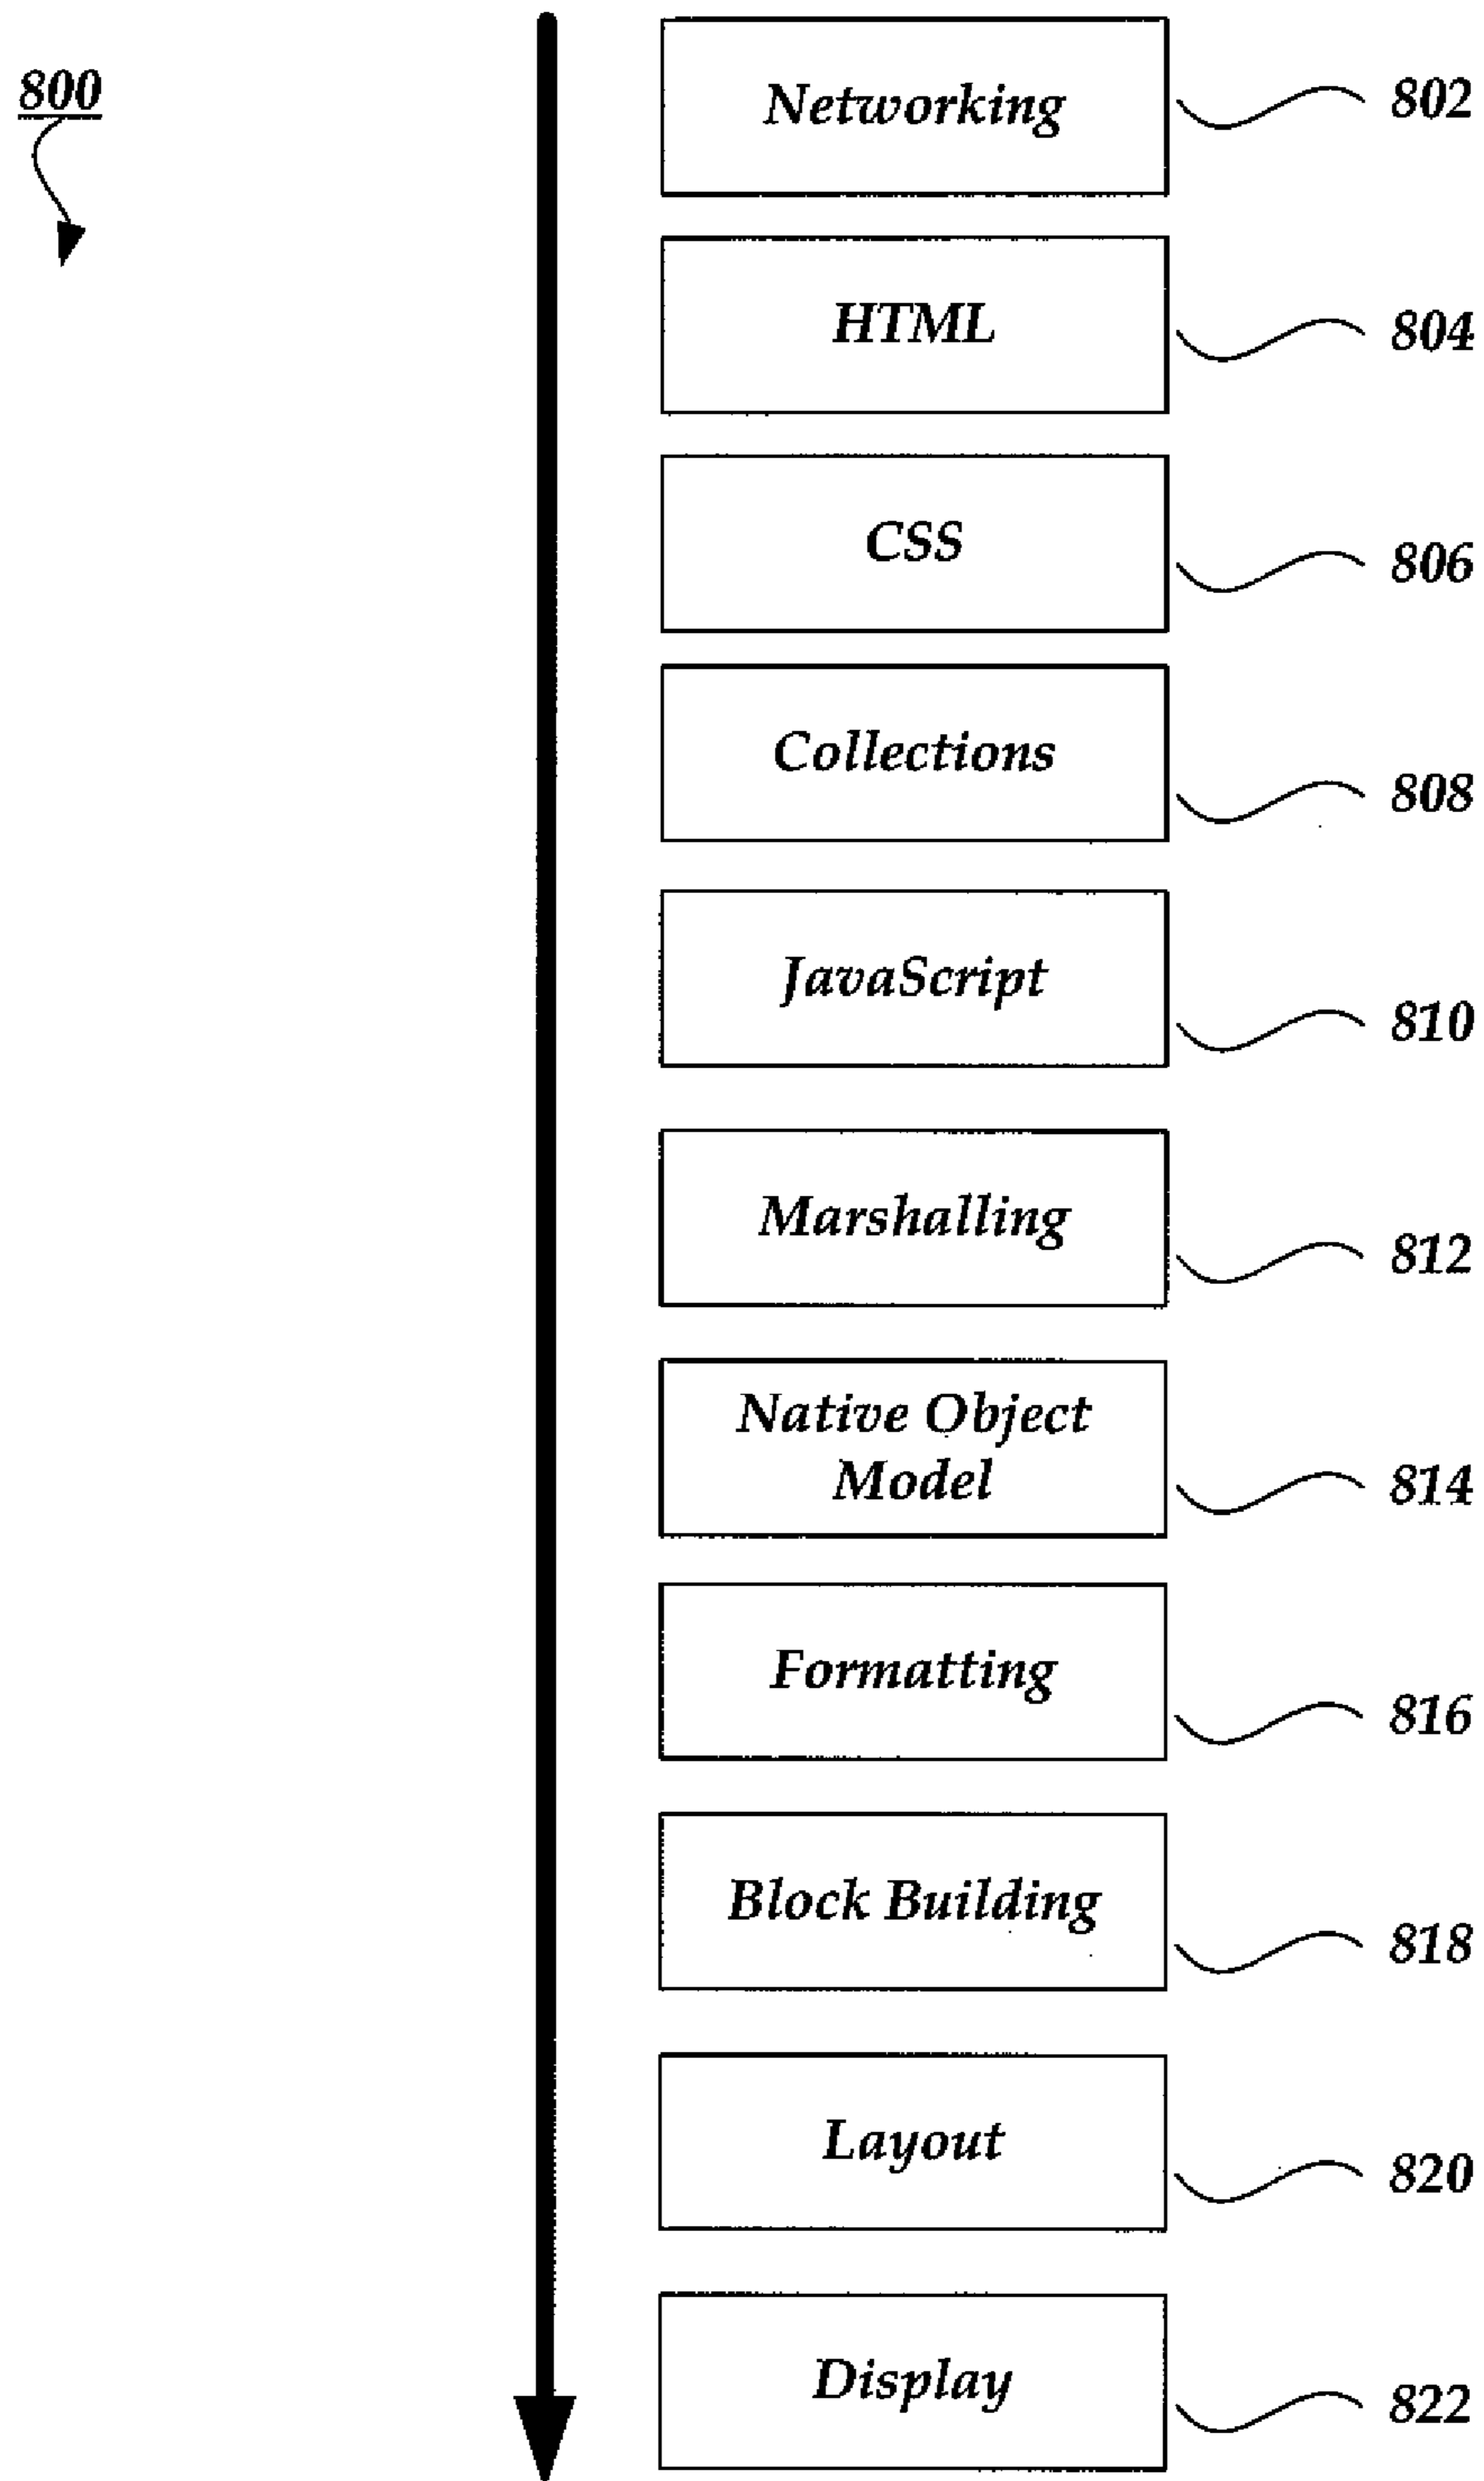 800
Networking
802
HTML
804
CSS
806
Collections
808
JavaScript
810
Marshalling
812
Native Object
Model
814
Formatting
816
Block Building
818
Layout
820
Display
822